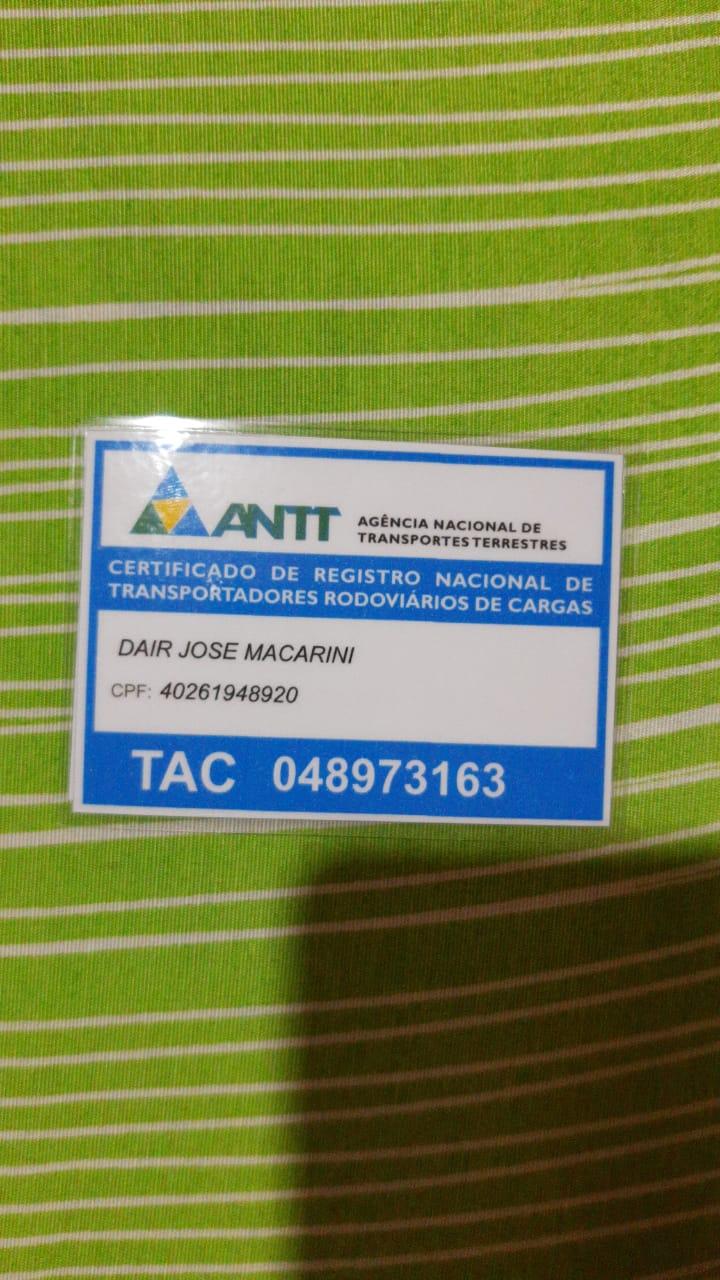 ANTT
AGÊNCIA NACIONAL DE
TRANSPORTES TERRESTRES
CERTIFICADO DE REGISTRO NACIONAL DE
TRANSPORTADORES RODOVIÁRIOS DE CARGAS
DAIR JOSE MACARINI
CPF: 40261948920
TAC 048973163